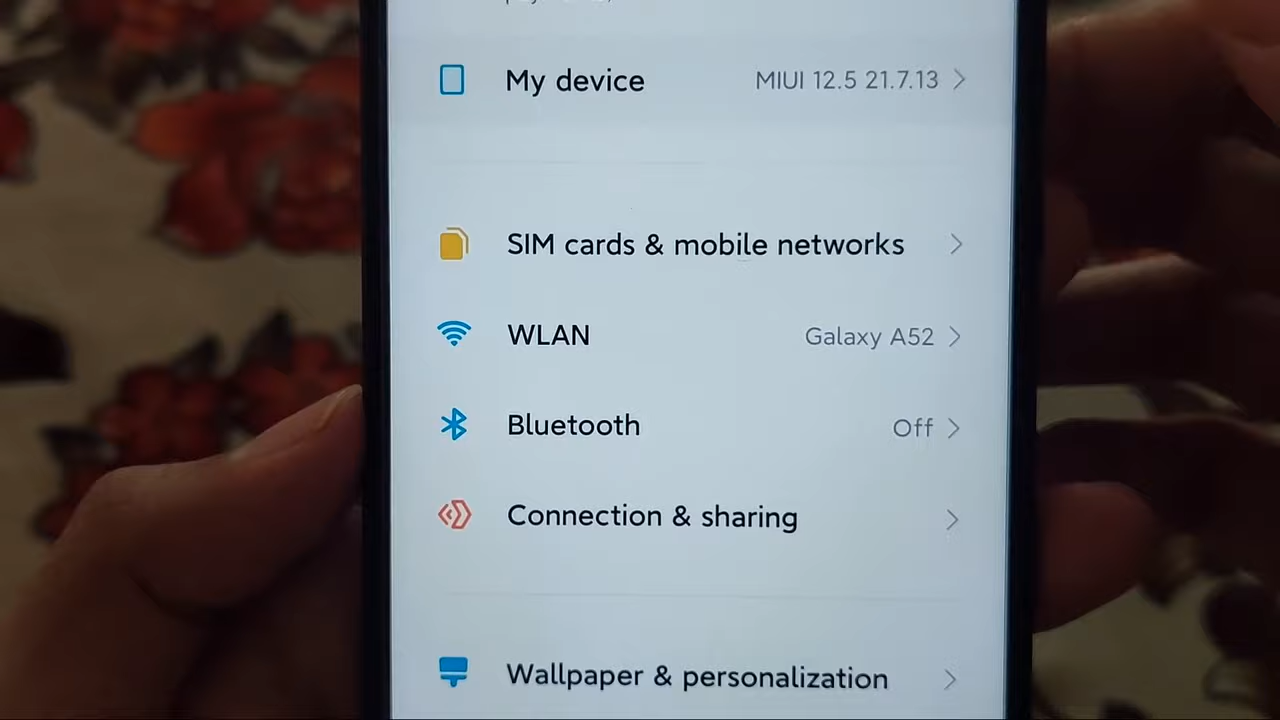 My device
MIUI 12.5 21.7.13
SIM cards & mobile networks
WLAN
Galaxy A52
Bluetooth
Off
Connection & sharing
Wallpaper & personalization